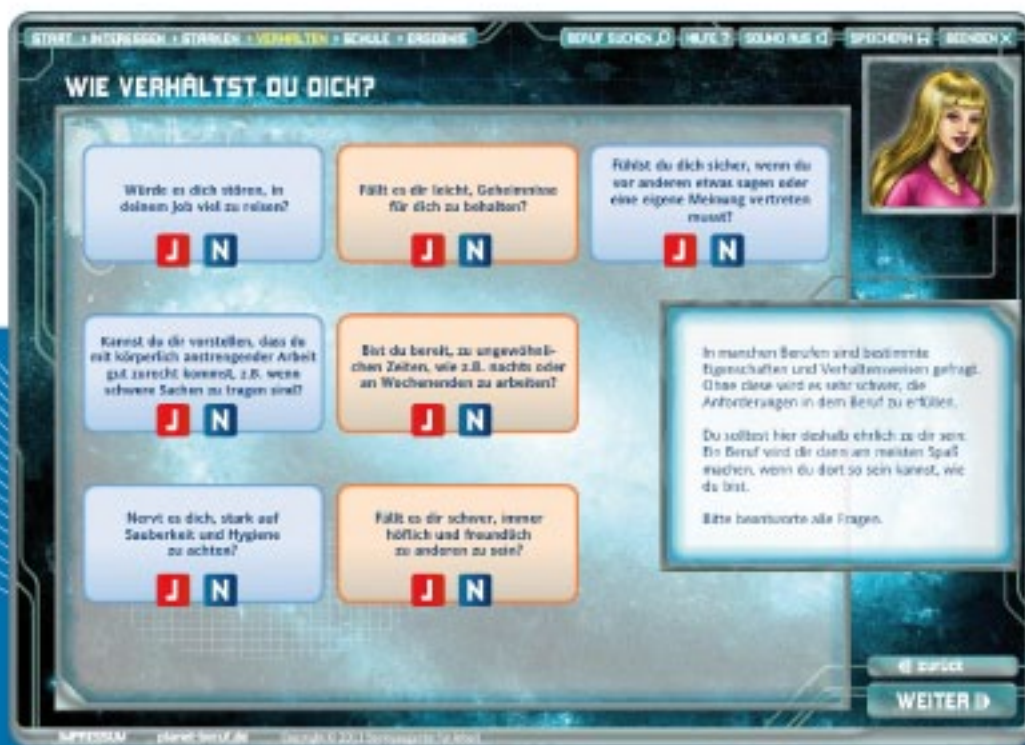 START › INTERESSEN › STÄRKEN › VERHALTEN › SCHULE › ERGEBNIS
BERUF SUCHEN
HILFE ?
SOUND AUS
SPEICHERN
BEENDEN X
WIE VERHÄLTST DU DICH?
Würde es dich stören, in
deinem Job viel zu reisen?
J N
Fällt es dir leicht, Geheimnisse
für dich zu behalten?
J N
Fühlst du dich sicher, wenn du
vor anderen etwas sagen oder
eine eigene Meinung vertreten
musst?
J N
Kannst du dir vorstellen, dass du
mit körperlich anstrengender Arbeit
gut zurecht kommst, z.B. wenn
schwere Sachen zu tragen sind?
J N
Bist du bereit, zu ungewöhnli-
chen Zeiten, wie z.B. nachts oder
an Wochenenden zu arbeiten?
J N
Nervt es dich, stark auf
Sauberkeit und Hygiene
zu achten?
J N
Fällt es dir schwer, immer
höflich und freundlich
zu anderen zu sein?
J N
In manchen Berufen sind bestimmte
Eigenschaften und Verhaltensweisen gefragt.
Ohne diese wird es sehr schwer, die
Anforderungen in dem Beruf zu erfüllen.
Du solltest hier deshalb ehrlich zu dir sein:
Ein Beruf wird dir dann am meisten Spaß
machen, wenn du dort so sein kannst, wie
du bist.
Bitte beantworte alle Fragen.
zurück
WEITER
IMPRESSUM planet-beruf.de Copyright © Bundesagentur für Arbeit